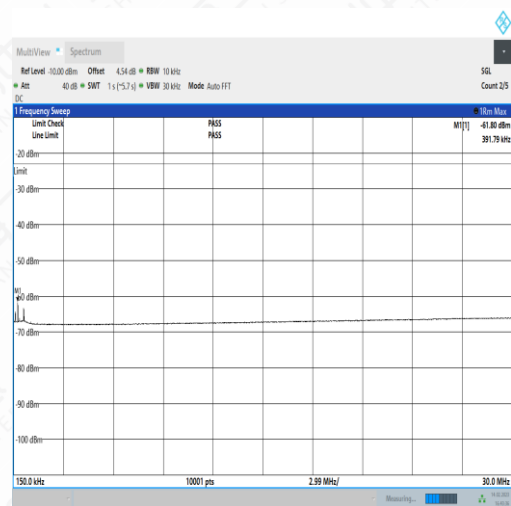 MultiView Spectrum
Ref Level -10.00 dBm Offset 4.54 dB RBW 10 kHz SGL
Att 40 dB SWT 1 s (~5.7 s) VBW 30 kHz Mode Auto FFT Count 2/5
DC
1 Frequency Sweep 1Rm Max
Limit Check PASS M1[1] -61.80 dBm
Line Limit PASS 391.79 kHz
-20 dBm
Limit
-30 dBm
-40 dBm
-50 dBm
M1
-60 dBm
-70 dBm
-80 dBm
-90 dBm
-100 dBm
150.0 kHz 10001 pts 2.99 MHz/ 30.0 MHz
Measuring...